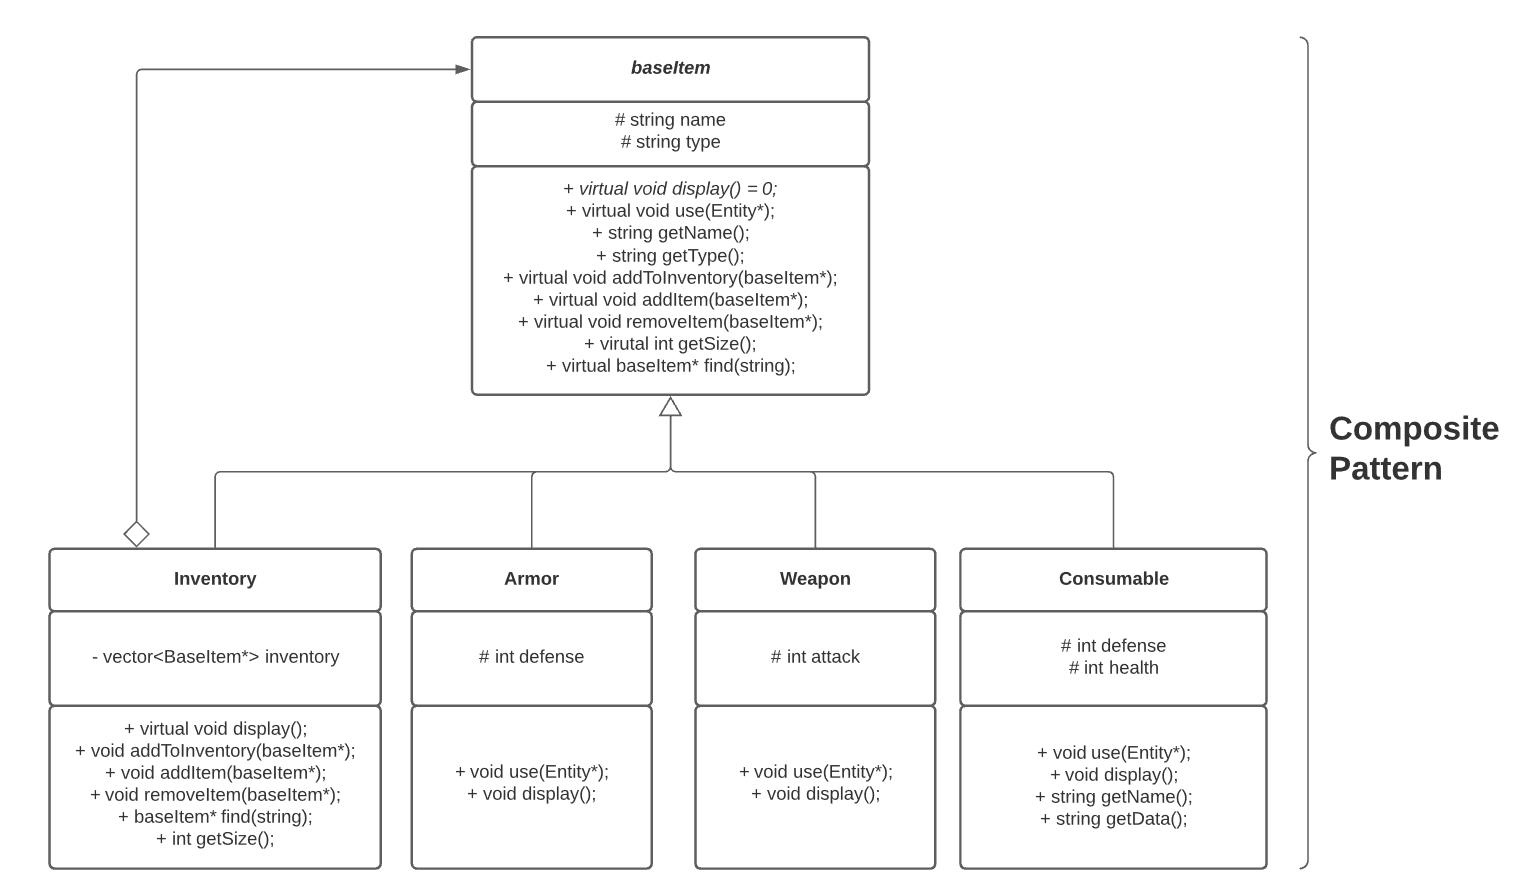 baseItem
# string name
# string type
+ virtual void display() = 0;
+ virtual void use(Entity*);
+ string getName();
+ string getType();
+ virtual void addToInventory(baseItem*);
+ virtual void addItem(baseItem*);
+ virtual void removeItem(baseItem*);
+ virutal int getSize();
+ virtual baseItem* find(string);
Composite
Pattern
Inventory
- vector<BaseItem*> inventory
+ virtual void display();
+ void addToInventory(baseItem*);
+ void addItem(baseItem*);
+ void removeItem(baseItem*);
+ baseItem* find(string);
+ int getSize();
Armor
# int defense
+ void use(Entity*);
+ void display();
Weapon
# int attack
+ void use(Entity*);
+ void display();
Consumable
# int defense
# int health
+ void use(Entity*);
+ void display();
+ string getName();
+ string getData();